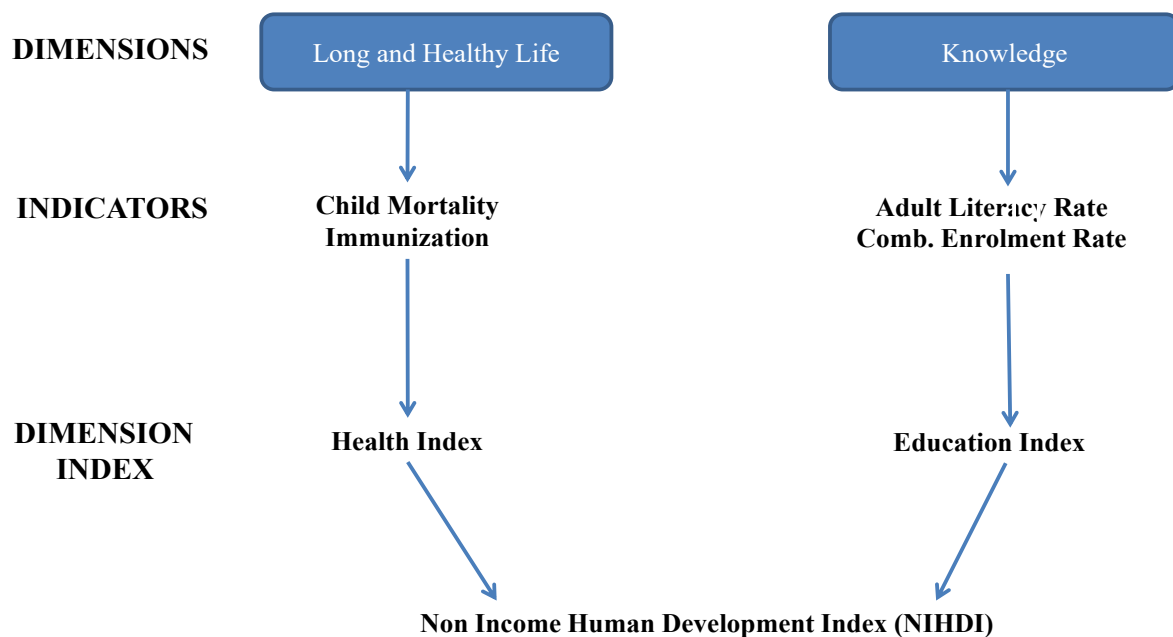 DIMENSIONS
Long and Healthy Life
Knowledge
INDICATORS
Child Mortality
Immunization
Adult Literacy Rate
Comb. Enrolment Rate
DIMENSION
INDEX
Health Index
Education Index
Non Income Human Development Index (NIHDI)